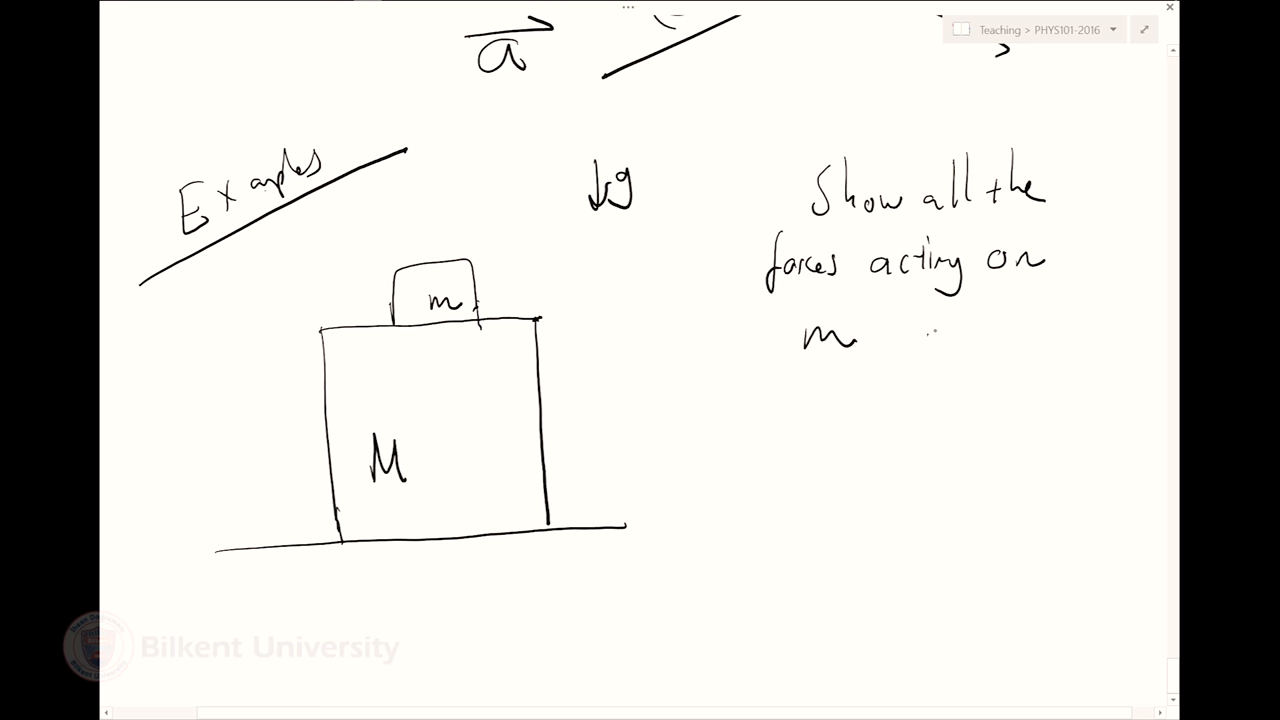 Teaching > PHYS101-2016
a
Examples
g
Show all the
forces acting on
m
m
M
Bilkent University